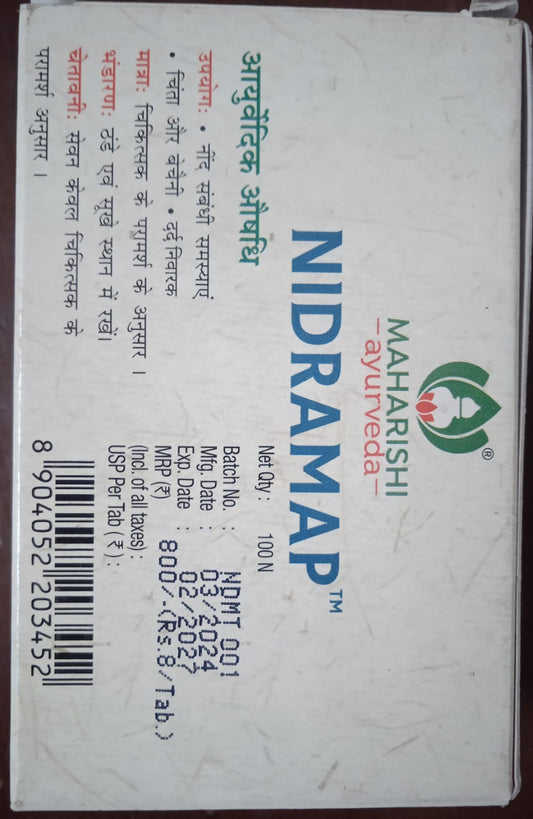 MAHARISHI
®
ayurveda
NIDRAMAP™
आयुर्वेदिक औषधि
उपयोग: • नींद संबंधी समस्याएं
• चिंता और बेचैनी • दर्द निवारक
मात्रा: चिकित्सक के परामर्श के अनुसार ।
भंडारण: ठंडे एवं सूखे स्थान में रखें।
चेतावनी: सेवन केवल चिकित्सक के
परामर्श अनुसार ।
Net Qty : 100 N
Batch No. : NDMT 001
Mfg. Date : 03/2024
Exp. Date : 02/2027
MRP (₹) 800/-(Rs.8/Tab.)
(Incl. of all taxes) :
USP Per Tab (₹) :
8 904052 203452